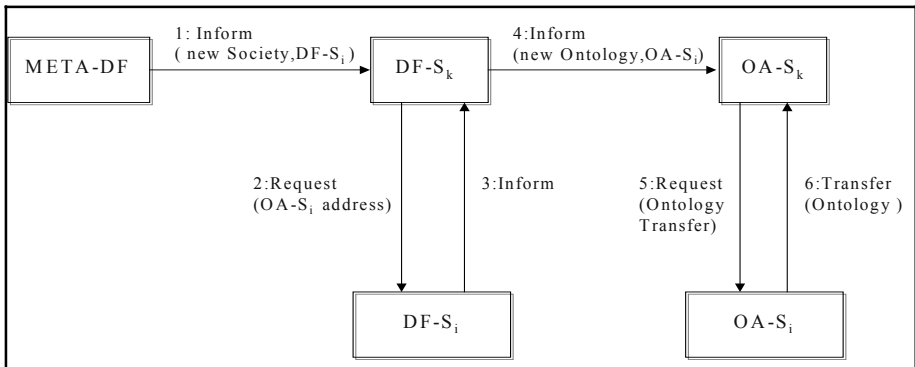 1: Inform
( new Society,DF-Sᵢ )
META-DF
DF-Sₖ
4:Inform
(new Ontology,OA-Sᵢ)
OA-Sₖ
2:Request
(OA-Sᵢ address)
3:Inform
5:Request
(Ontology
Transfer)
6:Transfer
(Ontology )
DF-Sᵢ
OA-Sᵢ